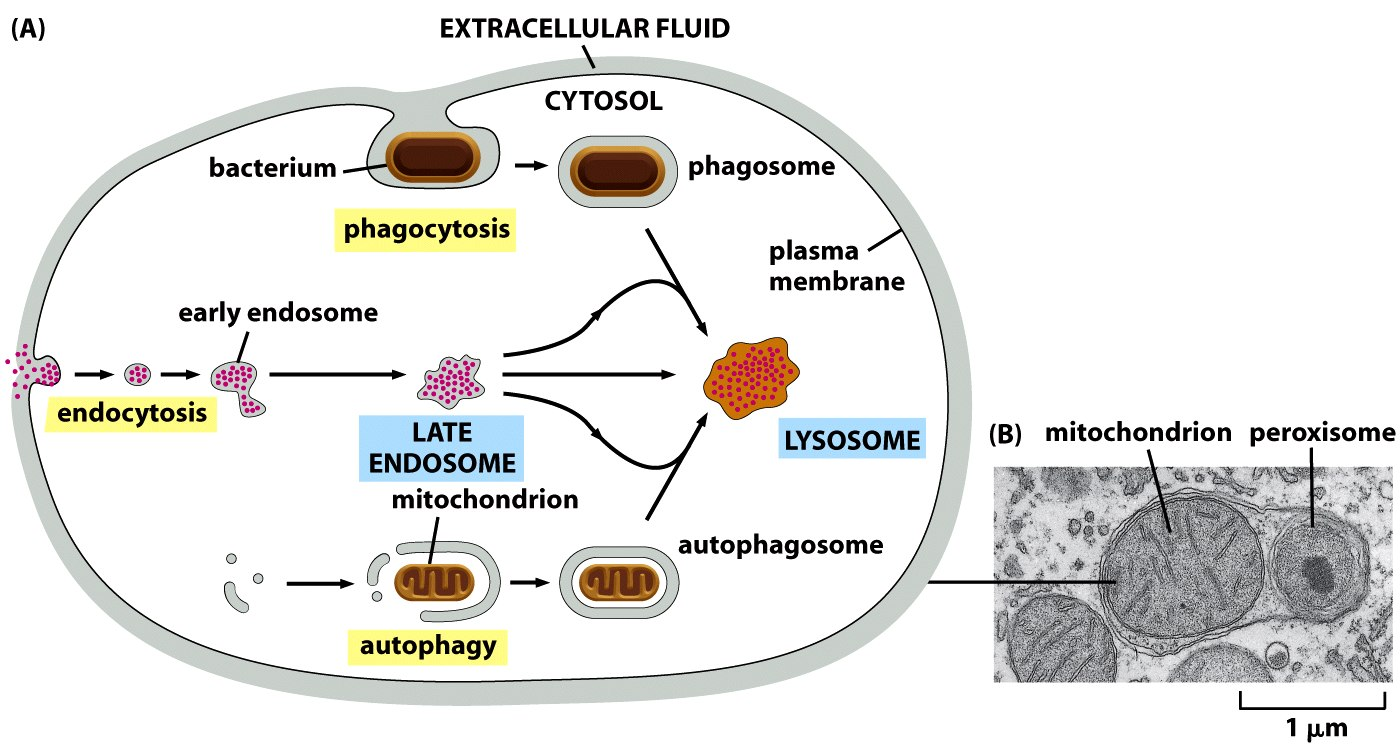 (A)
EXTRACELLULAR FLUID
CYTOSOL
bacterium
phagosome
phagocytosis
plasma
membrane
early endosome
endocytosis
LATE
ENDOSOME
LYSOSOME
mitochondrion
autophagosome
autophagy
(B)
mitochondrion peroxisome
1 μm